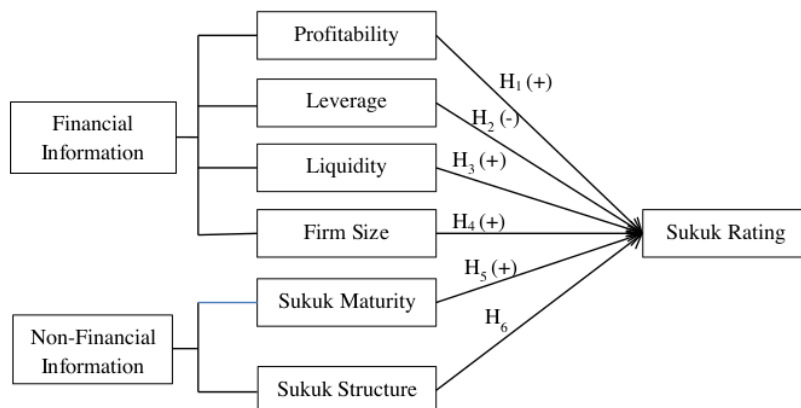 Profitability
H1 (+)
Leverage
H2 (-)
Financial
Information
Liquidity
H3 (+)
Firm Size
H4 (+)
Sukuk Rating
Sukuk Maturity
H5 (+)
Non-Financial
Information
H6
Sukuk Structure